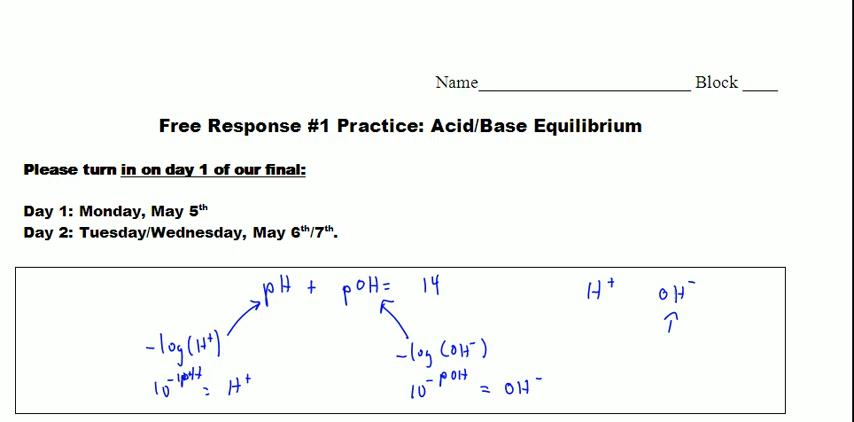 Name____________ Block ____
Free Response #1 Practice: Acid/Base Equilibrium
Please turn in on day 1 of our final:
Day 1: Monday, May 5th
Day 2: Tuesday/Wednesday, May 6th/7th.
pH + pOH = 14 H⁺ OH⁻
-log(H⁺) -log(OH⁻)
10^-pH = H⁺ 10^-pOH = OH⁻